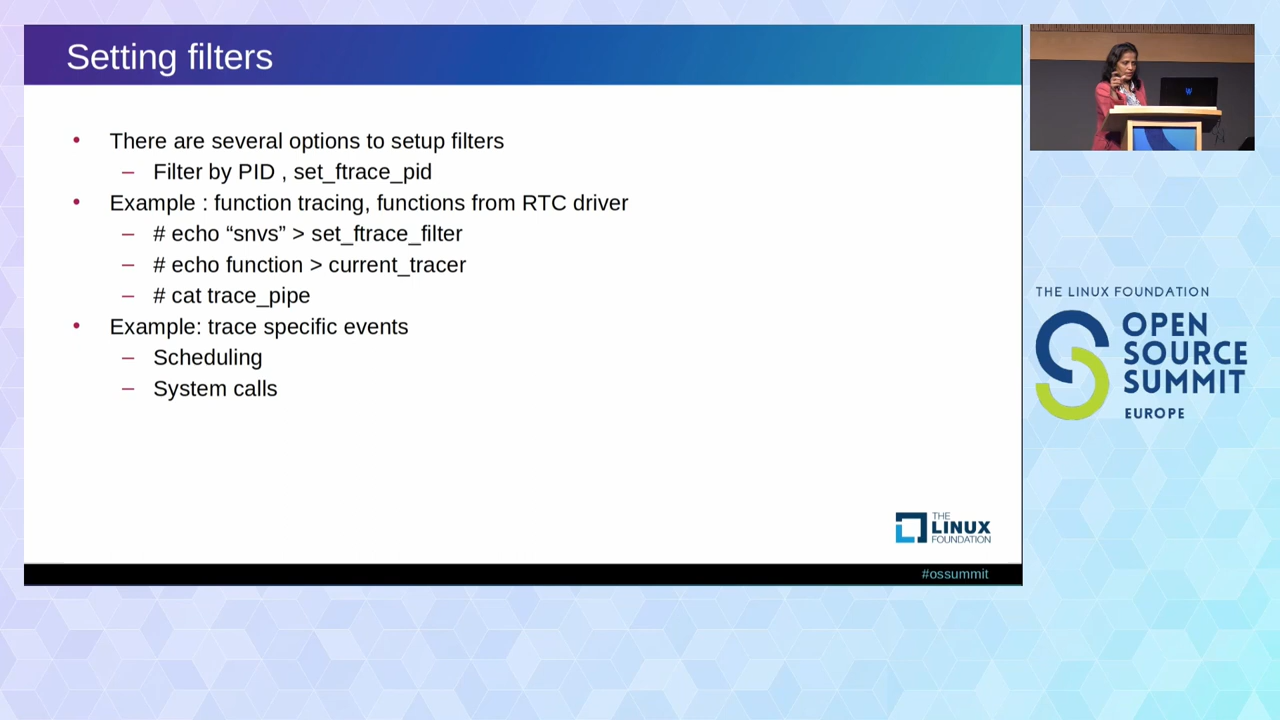 Setting filters
• There are several options to setup filters
– Filter by PID , set_ftrace_pid
• Example : function tracing, functions from RTC driver
– # echo “snvs” > set_ftrace_filter
– # echo function > current_tracer
– # cat trace_pipe
• Example: trace specific events
– Scheduling
– System calls
THE
LINUX
FOUNDATION
#ossummit
THE LINUX FOUNDATION
OPEN
SOURCE
SUMMIT
EUROPE